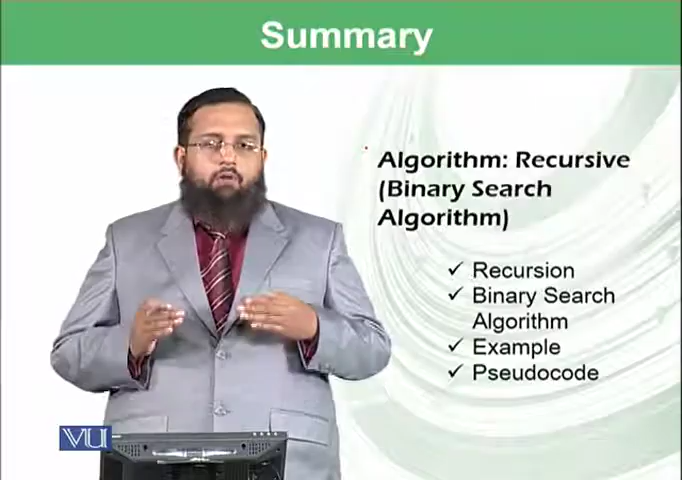 Summary
Algorithm: Recursive
(Binary Search
Algorithm)
✓ Recursion
✓ Binary Search
Algorithm
✓ Example
✓ Pseudocode
VU